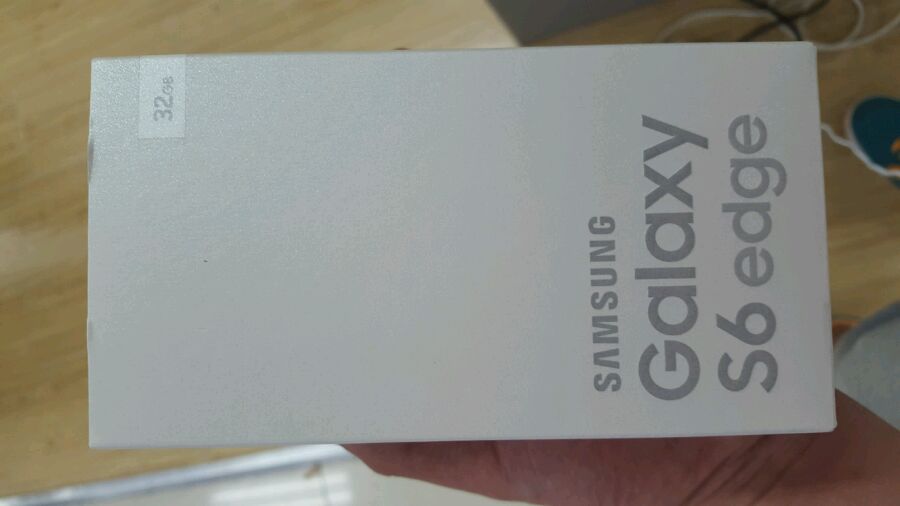 32GB
SAMSUNG
Galaxy
S6 edge